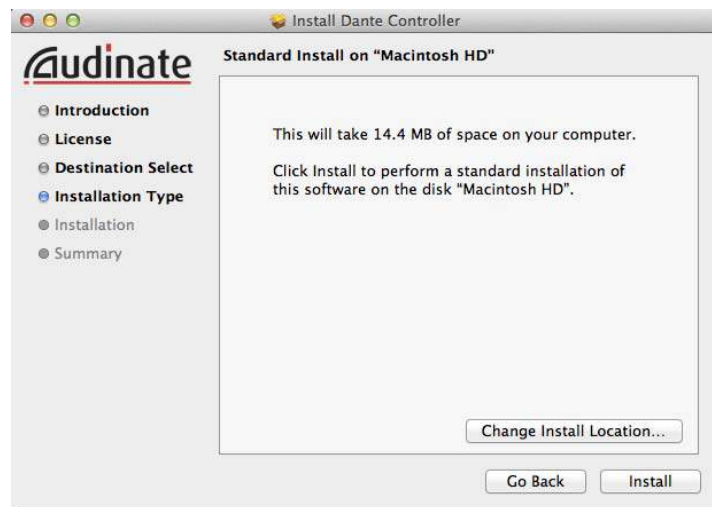 Install Dante Controller
Audinate
Standard Install on “Macintosh HD”
Introduction
License
Destination Select
Installation Type
Installation
Summary
This will take 14.4 MB of space on your computer.
Click Install to perform a standard installation of
this software on the disk “Macintosh HD”.
Change Install Location...
Go Back
Install